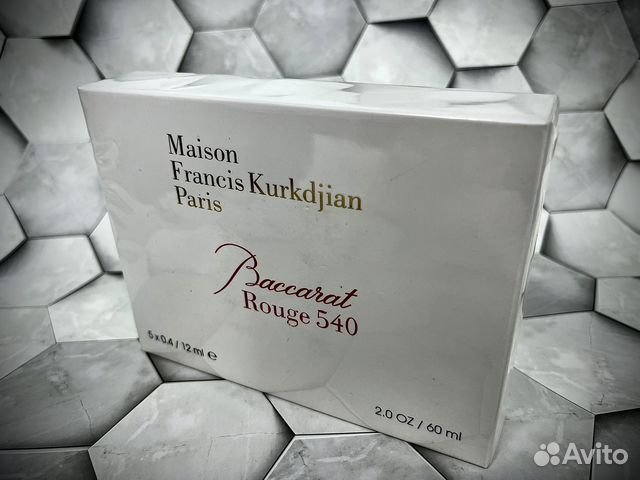 Maison
Francis Kurkdjian
Paris
Baccarat
Rouge 540
5 x 0,4 / 12 ml e
2.0 OZ / 60 ml
Avito